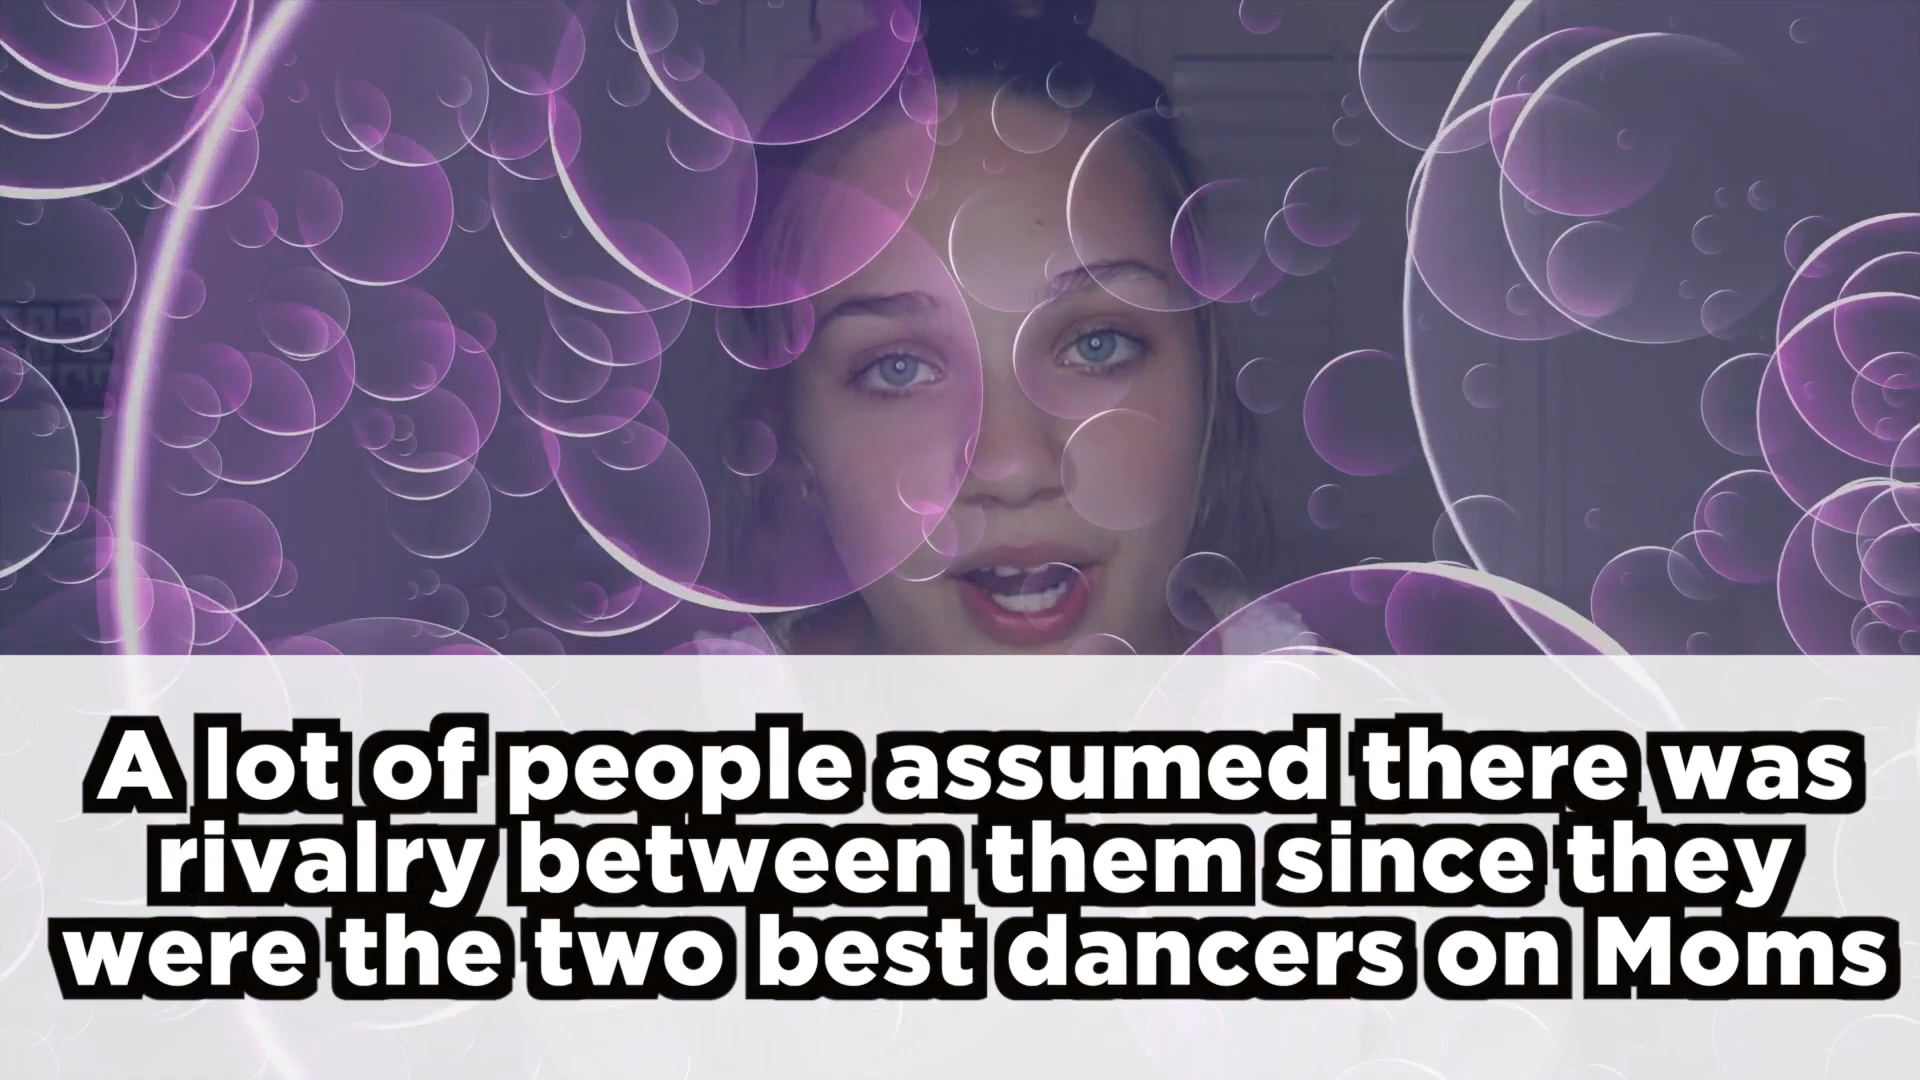 A lot of people assumed there was
rivalry between them since they
were the two best dancers on Moms